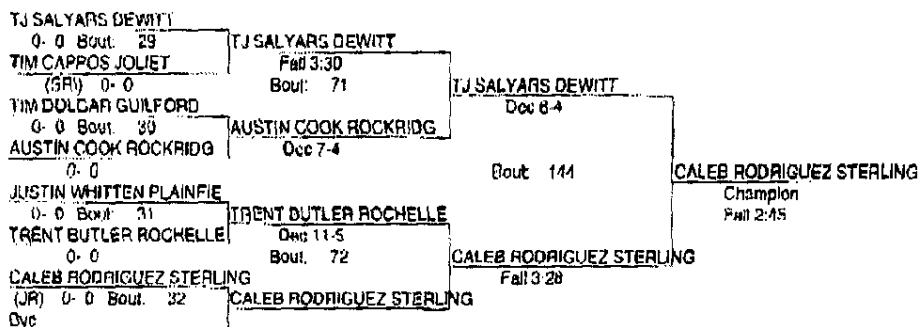 TJ SALYARS DEWITT
0- 0 Bout: 29
TIM CAPPOS JOLIET
(SR) 0- 0
TIM DOLGAR GUILFORD
0- 0 Bout: 30
AUSTIN COOK ROCKRIDG
0- 0
JUSTIN WHITTEN PLAINFIE
0- 0 Bout: 31
TRENT BUTLER ROCHELLE
0- 0
CALEB RODRIGUEZ STERLING
(JR) 0- 0 Bout: 32
Bye
TJ SALYARS DEWITT
Fall 3:30
Bout: 71
AUSTIN COOK ROCKRIDG
Dec 7-4
TRENT BUTLER ROCHELLE
Dec 11-5
Bout: 72
CALEB RODRIGUEZ STERLING
TJ SALYARS DEWITT
Dec 6-4
Bout: 144
CALEB RODRIGUEZ STERLING
Fall 3:28
CALEB RODRIGUEZ STERLING
Champion
Fall 2:45